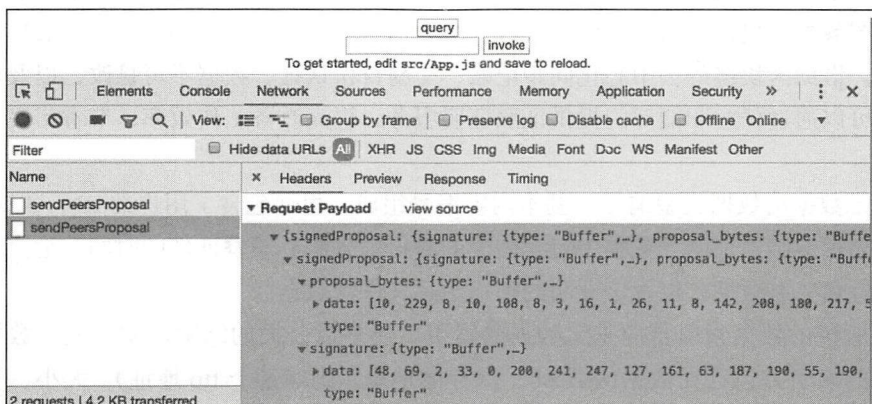 query
invoke
To get started, edit src/App.js and save to reload.
Elements Console Network Sources Performance Memory Application Security »
View: Group by frame Preserve log Disable cache Offline Online
Filter Hide data URLs All XHR JS CSS Img Media Font Doc WS Manifest Other
Name × Headers Preview Response Timing
sendPeersProposal
sendPeersProposal
▼ Request Payload view source
▼ {signedProposal: {signature: {type: "Buffer",…}, proposal_bytes: {type: "Buffe
▼ signedProposal: {signature: {type: "Buffer",…}, proposal_bytes: {type: "Buff
▼ proposal_bytes: {type: "Buffer",…}
▶ data: [10, 229, 8, 10, 108, 8, 3, 16, 1, 26, 11, 8, 142, 208, 180, 217, 5
type: "Buffer"
▼ signature: {type: "Buffer",…}
▶ data: [48, 69, 2, 33, 0, 200, 241, 247, 127, 161, 63, 187, 190, 55, 190,
type: "Buffer"
2 requests | 4.2 KB transferred